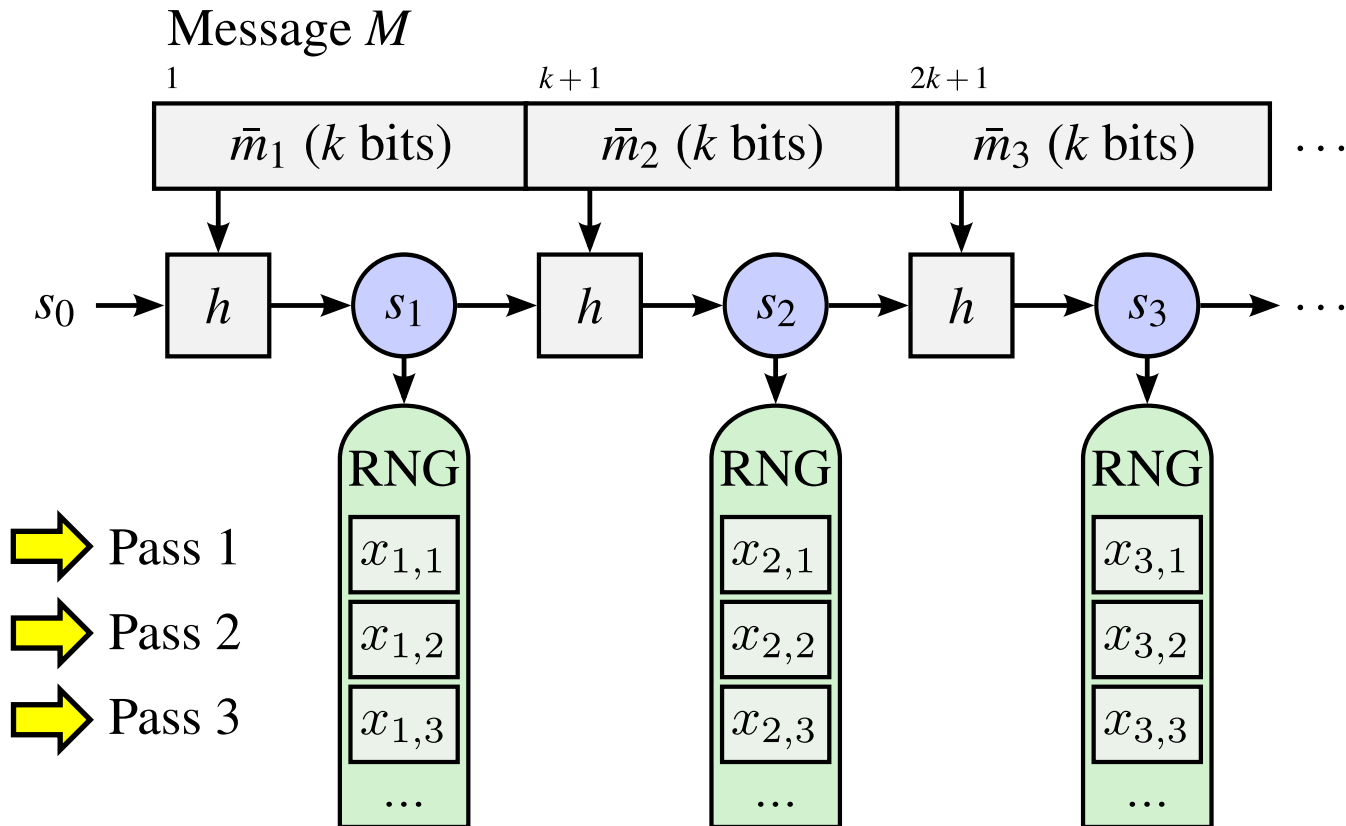 Message M
1 k+1 2k+1
m̄₁ (k bits) m̄₂ (k bits) m̄₃ (k bits) ···
s₀ h s₁ h s₂ h s₃ ···
RNG RNG RNG
Pass 1 x₁,₁ x₂,₁ x₃,₁
Pass 2 x₁,₂ x₂,₂ x₃,₂
Pass 3 x₁,₃ x₂,₃ x₃,₃
... ... ...